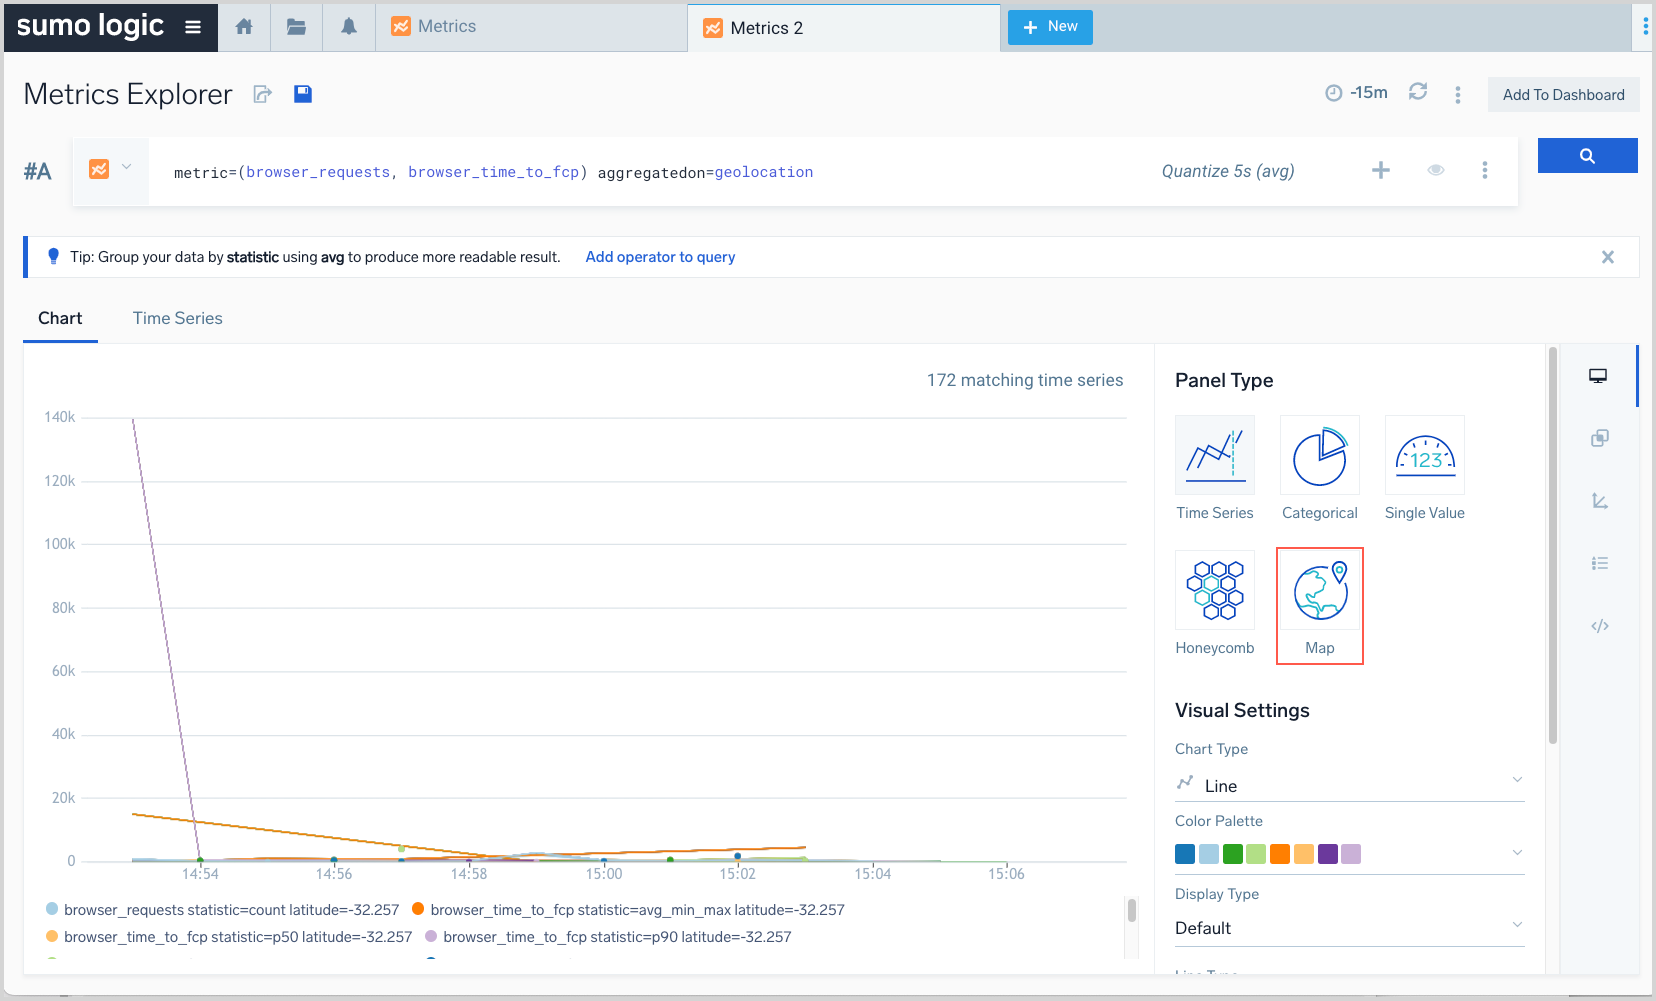 sumo logic
Metrics
Metrics 2
+ New
Metrics Explorer
-15m
Add To Dashboard
#A
metric=(browser_requests, browser_time_to_fcp) aggregatedon=geolocation
Quantize 5s (avg)
Tip: Group your data by statistic using avg to produce more readable result.
Add operator to query
Chart
Time Series
172 matching time series
140k
120k
100k
80k
60k
40k
20k
0
14:54
14:56
14:58
15:00
15:02
15:04
15:06
browser_requests statistic=count latitude=-32.257
browser_time_to_fcp statistic=avg_min_max latitude=-32.257
browser_time_to_fcp statistic=p50 latitude=-32.257
browser_time_to_fcp statistic=p90 latitude=-32.257
Panel Type
Time Series
Categorical
123
Single Value
Honeycomb
Map
Visual Settings
Chart Type
Line
Color Palette
Display Type
Default